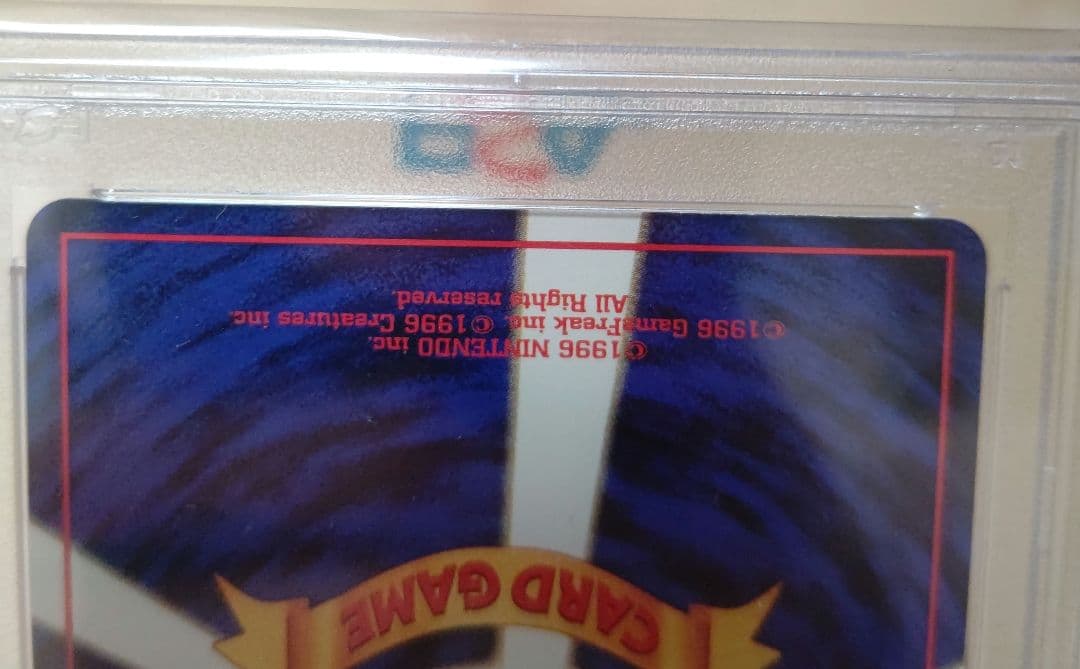 CARD GAME
©1996 NINTENDO inc.
©1996 GameFreak inc. © 1996 Creatures inc.
All Rights reserved.